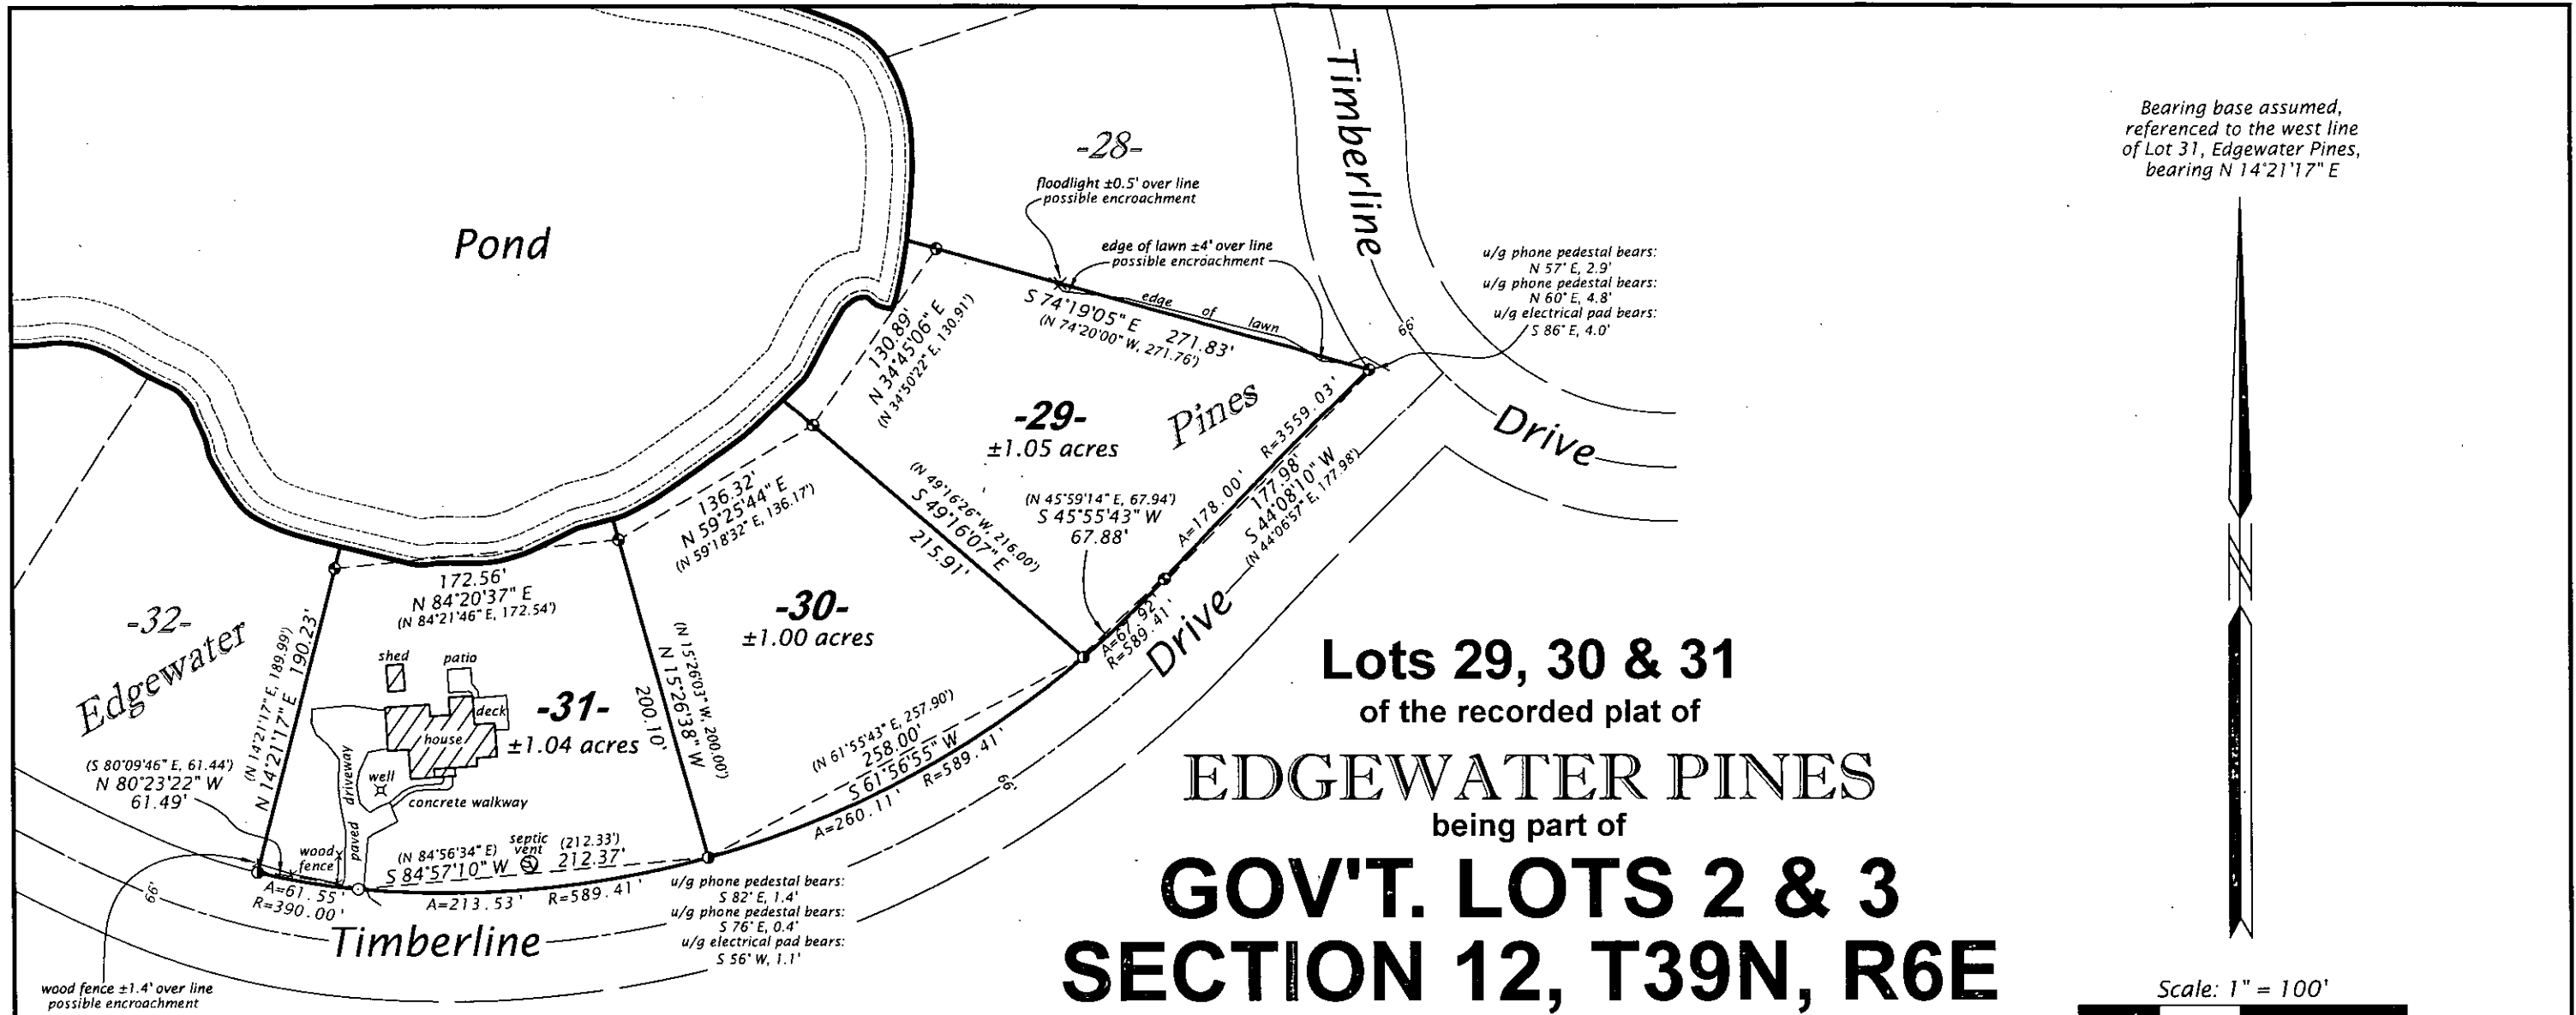 Pond
-28-
floodlight ±0.5' over line
possible encroachment
edge of lawn ±4' over line
possible encroachment
edge of lawn
S 74°19'05" E 271.83'
(N 74°20'00" W, 271.76')
Timberline
Drive
66'
u/g phone pedestal bears:
N 57° E, 2.9'
u/g phone pedestal bears:
N 60° E, 4.8'
u/g electrical pad bears:
S 86° E, 4.0'
Bearing base assumed,
referenced to the west line
of Lot 31, Edgewater Pines,
bearing N 14°21'17" E
130.89'
N 34°45'06" E
(N 34°50'22" E, 130.91')
-29-
±1.05 acres
Pines
R=3559.03'
A=178.00'
177.98'
S 44°08'10" W
(N 44°06'57" E, 177.98')
(N 45°59'14" E, 67.94')
S 45°55'43" W
67.88'
A=67.92'
R=589.41'
Drive
(N 49°16'26" W, 216.00')
S 49°16'07" E
215.91'
136.32'
N 59°25'44" E
(N 59°18'32" E, 136.17')
-30-
±1.00 acres
(N 15°26'03" W, 200.00')
N 15°26'38" W
200.10'
(N 61°55'43" E, 257.90')
258.00'
S 61°56'55" W
A=260.11' R=589.41'
66'
172.56'
N 84°20'37" E
(N 84°21'46" E, 172.54')
-32-
Edgewater
(N 14°21'17" E, 189.99')
N 14°21'17" E 190.23'
shed
patio
deck
house
-31-
±1.04 acres
driveway
paved
well
concrete walkway
(S 80°09'46" E, 61.44')
N 80°23'22" W
61.49'
wood
fence
septic
vent
SV
(N 84°56'34" E) (212.33')
S 84°57'10" W 212.37'
A=61.55'
R=390.00'
A=213.53' R=589.41'
66'
Timberline
u/g phone pedestal bears:
S 82° E, 1.4'
u/g phone pedestal bears:
S 76° E, 0.4'
u/g electrical pad bears:
S 56° W, 1.1'
wood fence ±1.4' over line
possible encroachment
Lots 29, 30 & 31
of the recorded plat of
EDGEWATER PINES
being part of
GOV'T. LOTS 2 & 3
SECTION 12, T39N, R6E
Scale: 1" = 100'